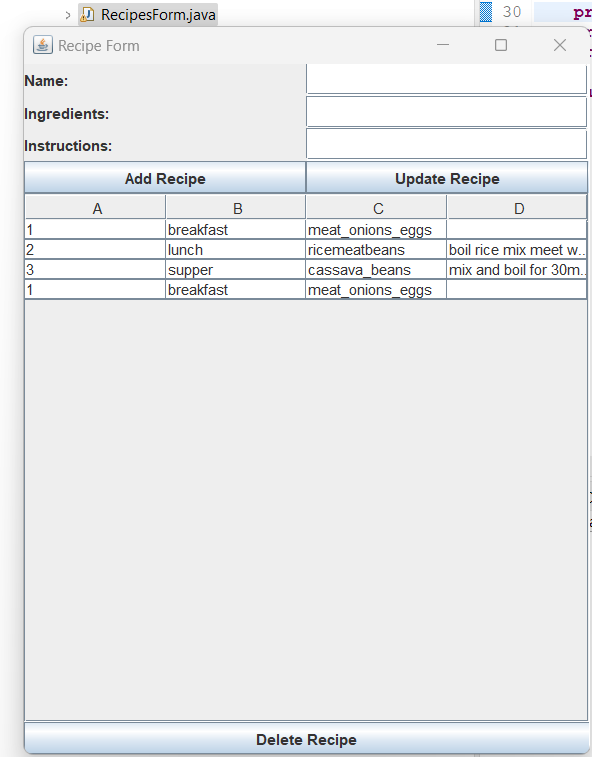 RecipesForm.java
30 pr
Recipe Form
Name:
Ingredients:
Instructions:
Add Recipe Update Recipe
A B C D
1 breakfast meat_onions_eggs
2 lunch ricemeatbeans boil rice mix meet w...
3 supper cassava_beans mix and boil for 30m...
1 breakfast meat_onions_eggs
Delete Recipe